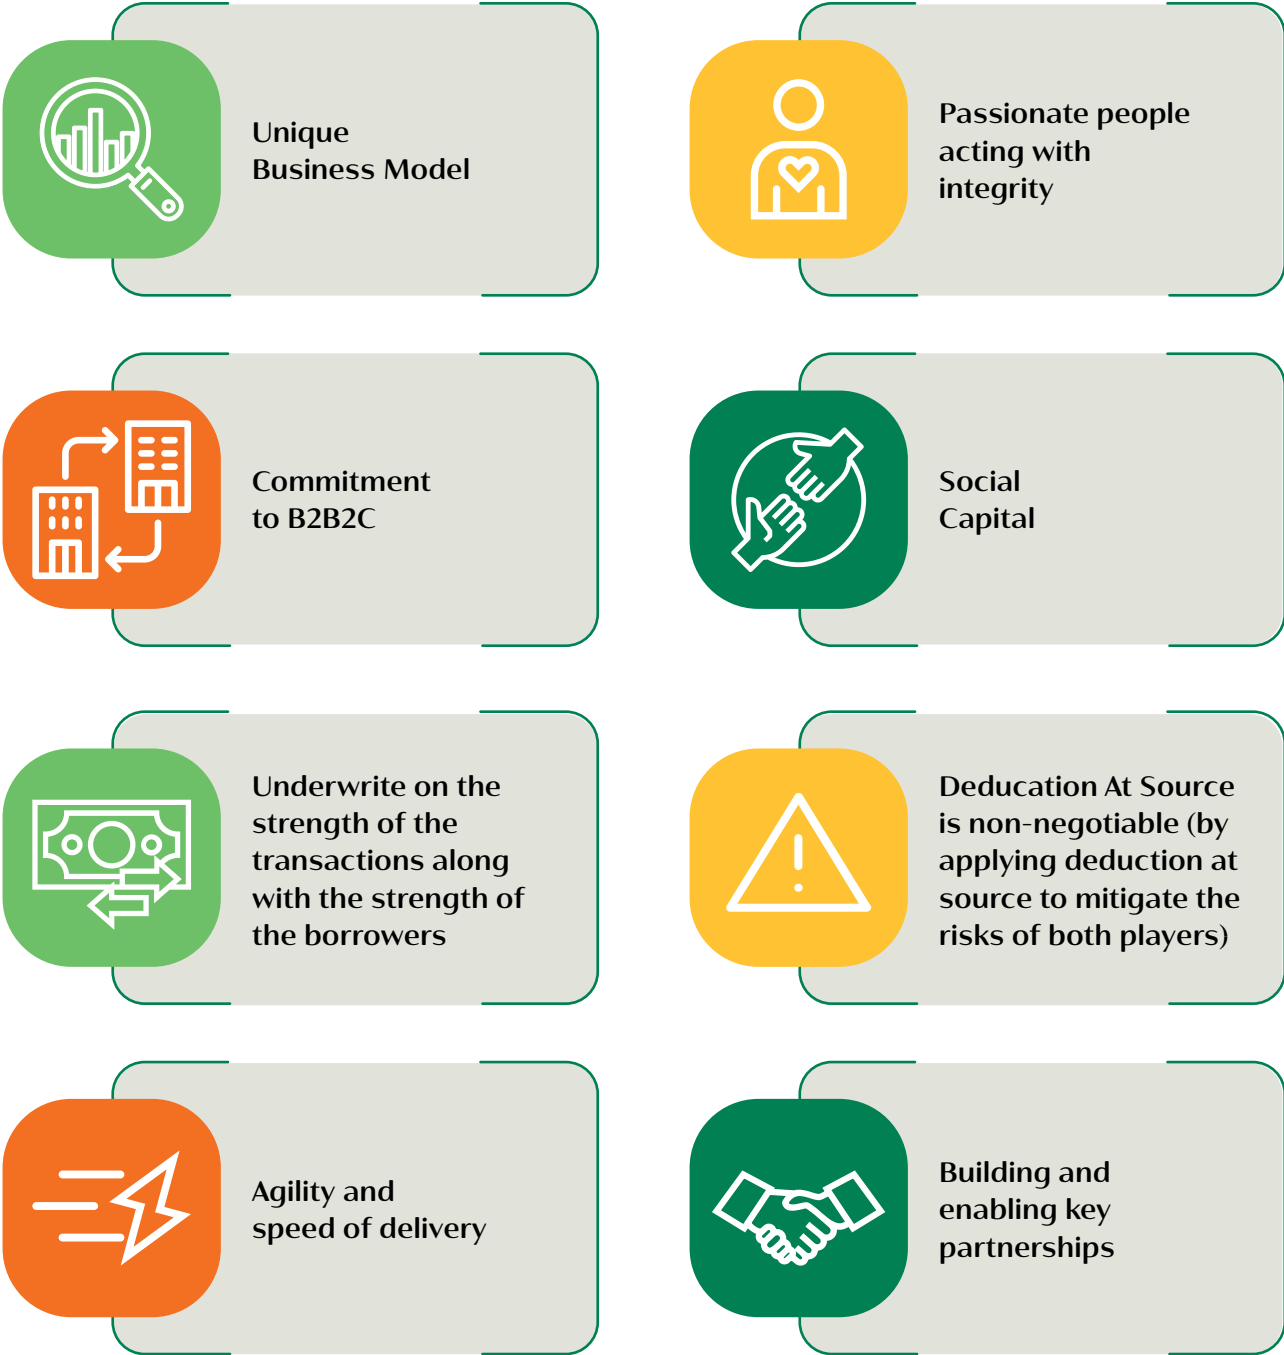 Unique
Business Model
Passionate people
acting with
integrity
Commitment
to B2B2C
Social
Capital
Underwrite on the
strength of the
transactions along
with the strength of
the borrowers
Deducation At Source
is non-negotiable (by
applying deduction at
source to mitigate the
risks of both players)
Agility and
speed of delivery
Building and
enabling key
partnerships